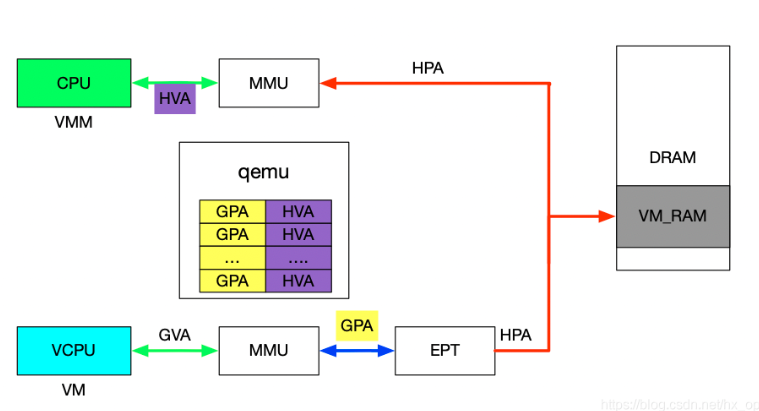 CPU
MMU
HPA
HVA
VMM
DRAM
qemu
GPA HVA
GPA HVA
... ....
GPA HVA
VM_RAM
VCPU
GVA
MMU
GPA
EPT
HPA
VM
https://blog.csdn.net/hx_op